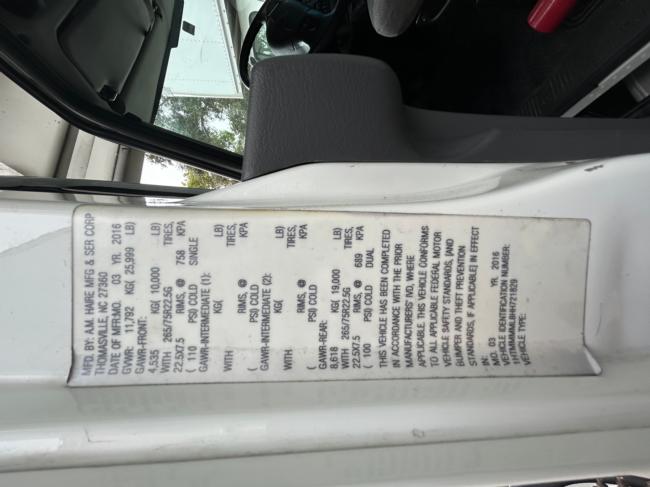 MFD. BY: A.M. HAIRE MFG & SER CORP
THOMASVILLE, NC 27360
DATE OF MFR:MO. 03 YR. 2016
GVWR: 11,792 KG( 25,999 LB)
GAWR-FRONT:
4,535 KG( 10,000 LB)
WITH 265/75R22.5G TIRES,
22.5X7.5 RIMS, @ 758 KPA
( 110 PSI) COLD SINGLE
GAWR-INTERMEDIATE (1):
KG( LB)
WITH TIRES,
RIMS, @ KPA
( PSI) COLD
GAWR-INTERMEDIATE (2):
KG( LB)
WITH TIRES,
RIMS, @ KPA
( PSI) COLD
GAWR-REAR:
8,618 KG( 19,000 LB)
WITH 265/75R22.5G TIRES,
22.5X7.5 RIMS, @ 689 KPA
( 100 PSI) COLD DUAL
THIS VEHICLE HAS BEEN COMPLETED
IN ACCORDANCE WITH THE PRIOR
MANUFACTURERS' IVD, WHERE
APPLICABLE. THIS VEHICLE CONFORMS
TO ALL APPLICABLE FEDERAL MOTOR
VEHICLE SAFETY STANDARDS, [AND
BUMPER AND THEFT PREVENTION
STANDARDS, IF APPLICABLE] IN EFFECT
IN:
MO. 03 YR. 2016
VEHICLE IDENTIFICATION NUMBER:
VEHICLE TYPE: